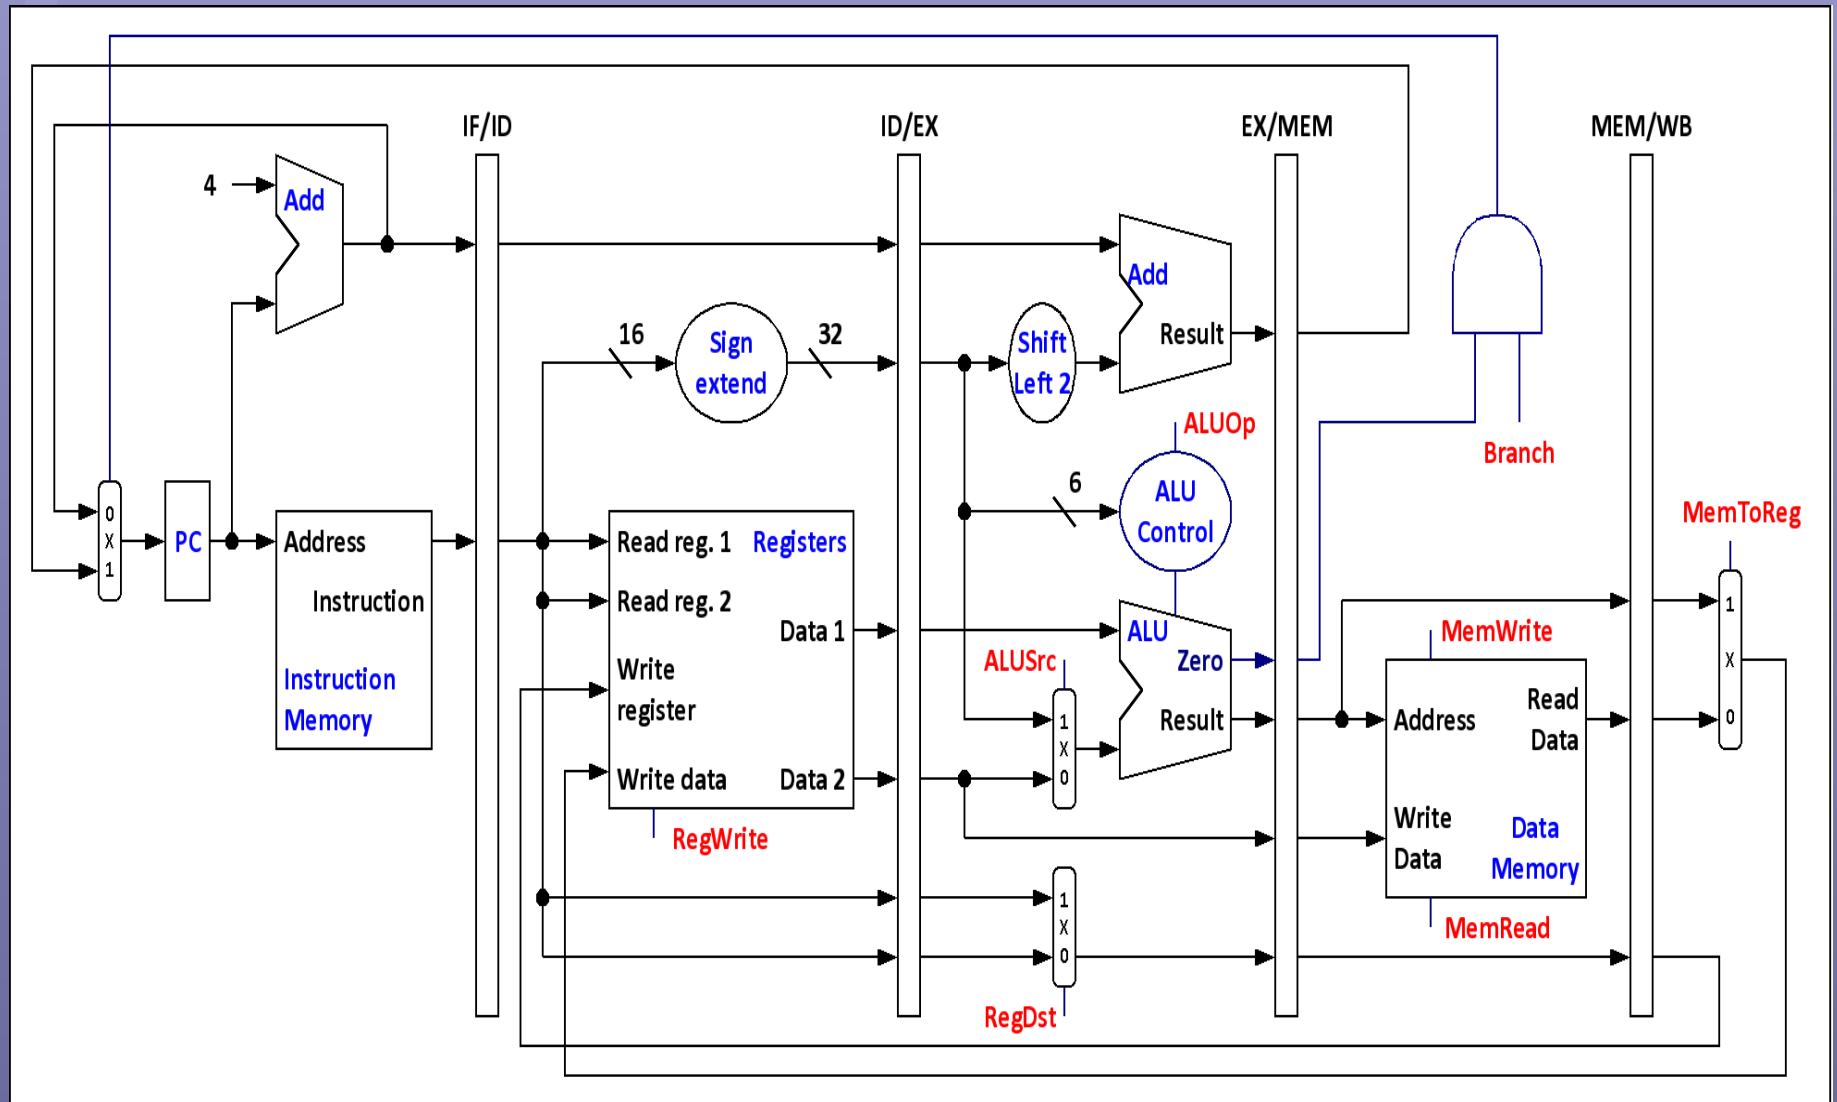 IF/ID
ID/EX
EX/MEM
MEM/WB
4
Add
Add
Result
16
Sign
extend
32
Shift
Left 2
ALUOp
6
ALU
Control
Branch
MemToReg
0
X
1
PC
Address
Instruction
Instruction
Memory
Read reg. 1
Registers
Read reg. 2
Data 1
Write
register
Write data
Data 2
RegWrite
ALUSrc
1
X
0
ALU
Zero
Result
MemWrite
Address
Read
Data
Write
Data
Data
Memory
MemRead
1
X
0
1
X
0
RegDst